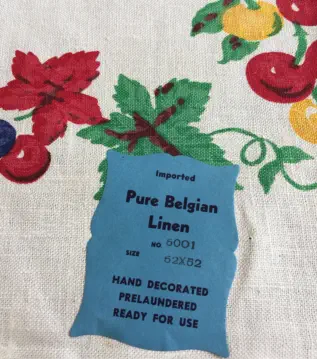 Imported
Pure Belgian
Linen
NO. 6001
SIZE 52X52
HAND DECORATED
PRELAUNDERED
READY FOR USE